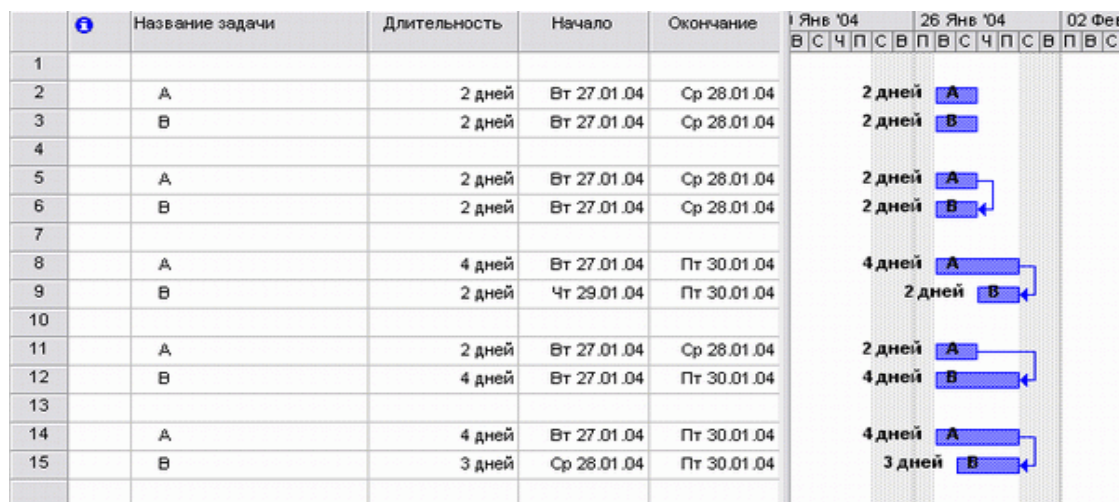 Название задачи Длительность Начало Окончание Янв '04 26 Янв '04 02 Фев
В С Ч П С В П В С Ч П С В П В С
1
2 A 2 дней Вт 27.01.04 Ср 28.01.04 2 дней A
3 B 2 дней Вт 27.01.04 Ср 28.01.04 2 дней B
4
5 A 2 дней Вт 27.01.04 Ср 28.01.04 2 дней A
6 B 2 дней Вт 27.01.04 Ср 28.01.04 2 дней B
7
8 A 4 дней Вт 27.01.04 Пт 30.01.04 4 дней A
9 B 2 дней Чт 29.01.04 Пт 30.01.04 2 дней B
10
11 A 2 дней Вт 27.01.04 Ср 28.01.04 2 дней A
12 B 4 дней Вт 27.01.04 Пт 30.01.04 4 дней B
13
14 A 4 дней Вт 27.01.04 Пт 30.01.04 4 дней A
15 B 3 дней Ср 28.01.04 Пт 30.01.04 3 дней B